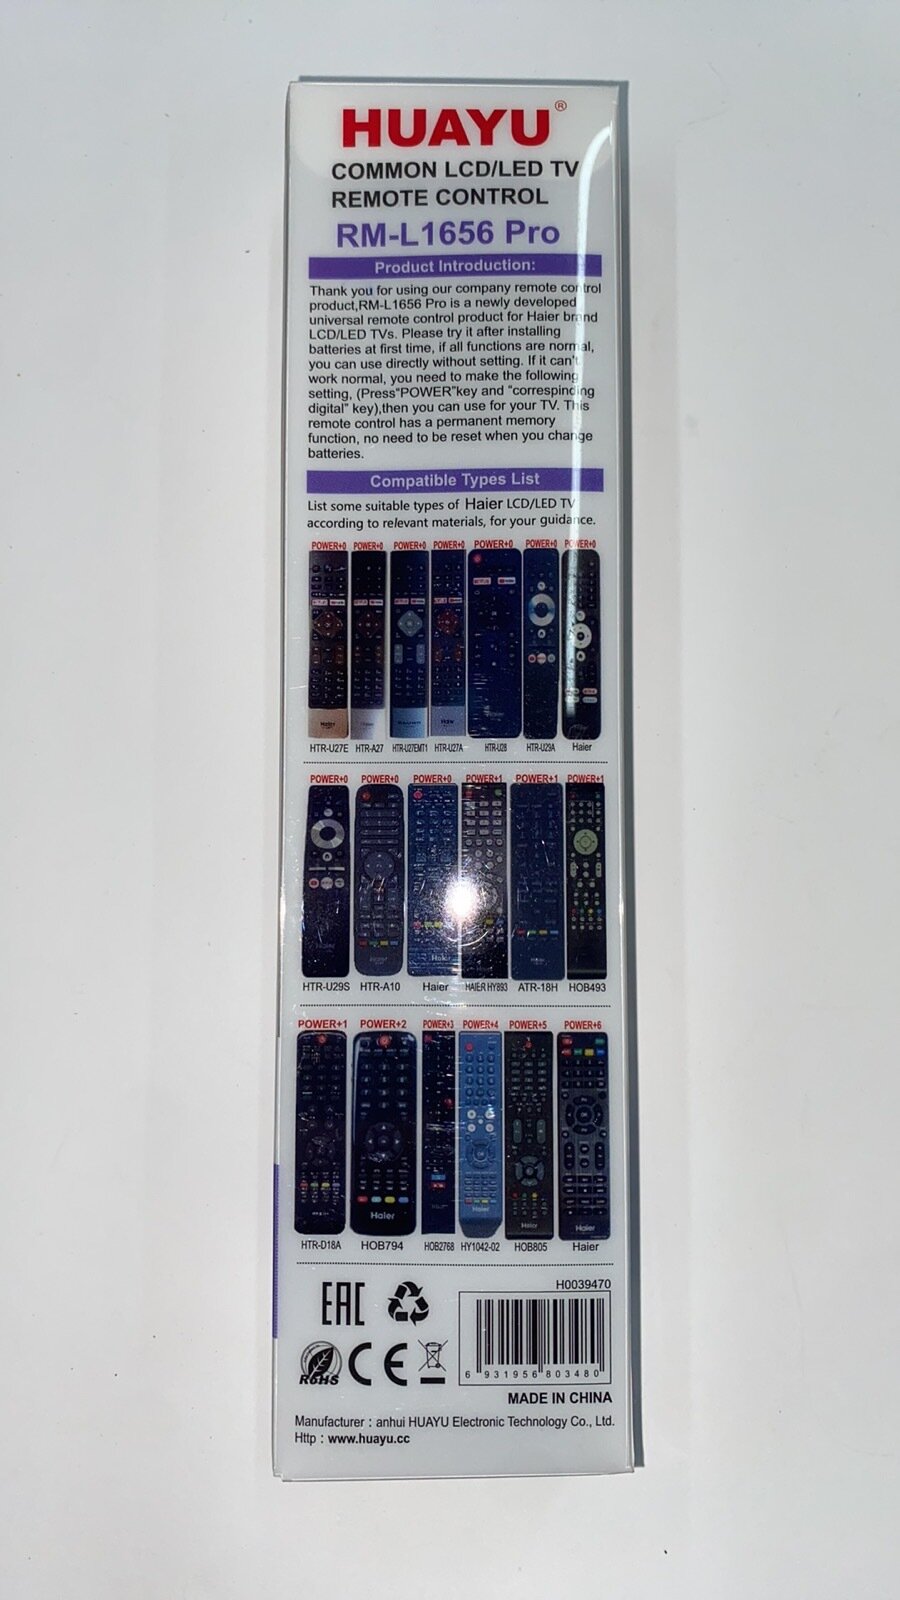 HUAYU®
COMMON LCD/LED TV
REMOTE CONTROL
RM-L1656 Pro
Product Introduction:
Thank you for using our company remote control
product,RM-L1656 Pro is a newly developed
universal remote control product for Haier brand
LCD/LED TVs. Please try it after installing
batteries at first time, if all functions are normal,
you can use directly without setting. If it can't
work normal, you need to make the following
setting, (Press"POWER"key and "correspinding
digital" key),then you can use for your TV. This
remote control has a permanent memory
function, no need to be reset when you change
batteries.
Compatible Types List
List some suitable types of Haier LCD/LED TV
according to relevant materials, for your guidance.
POWER+0 POWER+0 POWER+0 POWER+0 POWER+0 POWER+0 POWER+0
HTR-U27E HTR-A27 HTR-U27EMT1 HTR-U27A HTR-U28 HTR-U29A Haier
POWER+0 POWER+0 POWER+0 POWER+1 POWER+1 POWER+1
Haier Haier Haier
HTR-U29S HTR-A10 Haier HAIER HY893 ATR-18H HOB493
POWER+1 POWER+2 POWER+3 POWER+4 POWER+5 POWER+6
Haier Haier Haier Haier
HTR-D18A HOB794 HOB2768 HY1042-02 HOB805 Haier
EAC
H0039470
RoHS CE
6 931956 803480
MADE IN CHINA
Manufacturer : anhui HUAYU Electronic Technology Co., Ltd.
Http : www.huayu.cc